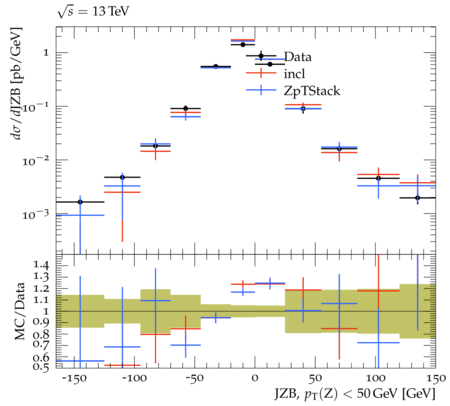 √s = 13 TeV
dσ/dJZB [pb/GeV]
1
10⁻¹
10⁻²
10⁻³
Data
incl
ZpTStack
MC/Data
1.4
1.3
1.2
1.1
1
0.9
0.8
0.7
0.6
0.5
-150 -100 -50 0 50 100 150
JZB, pT(Z) < 50 GeV [GeV]